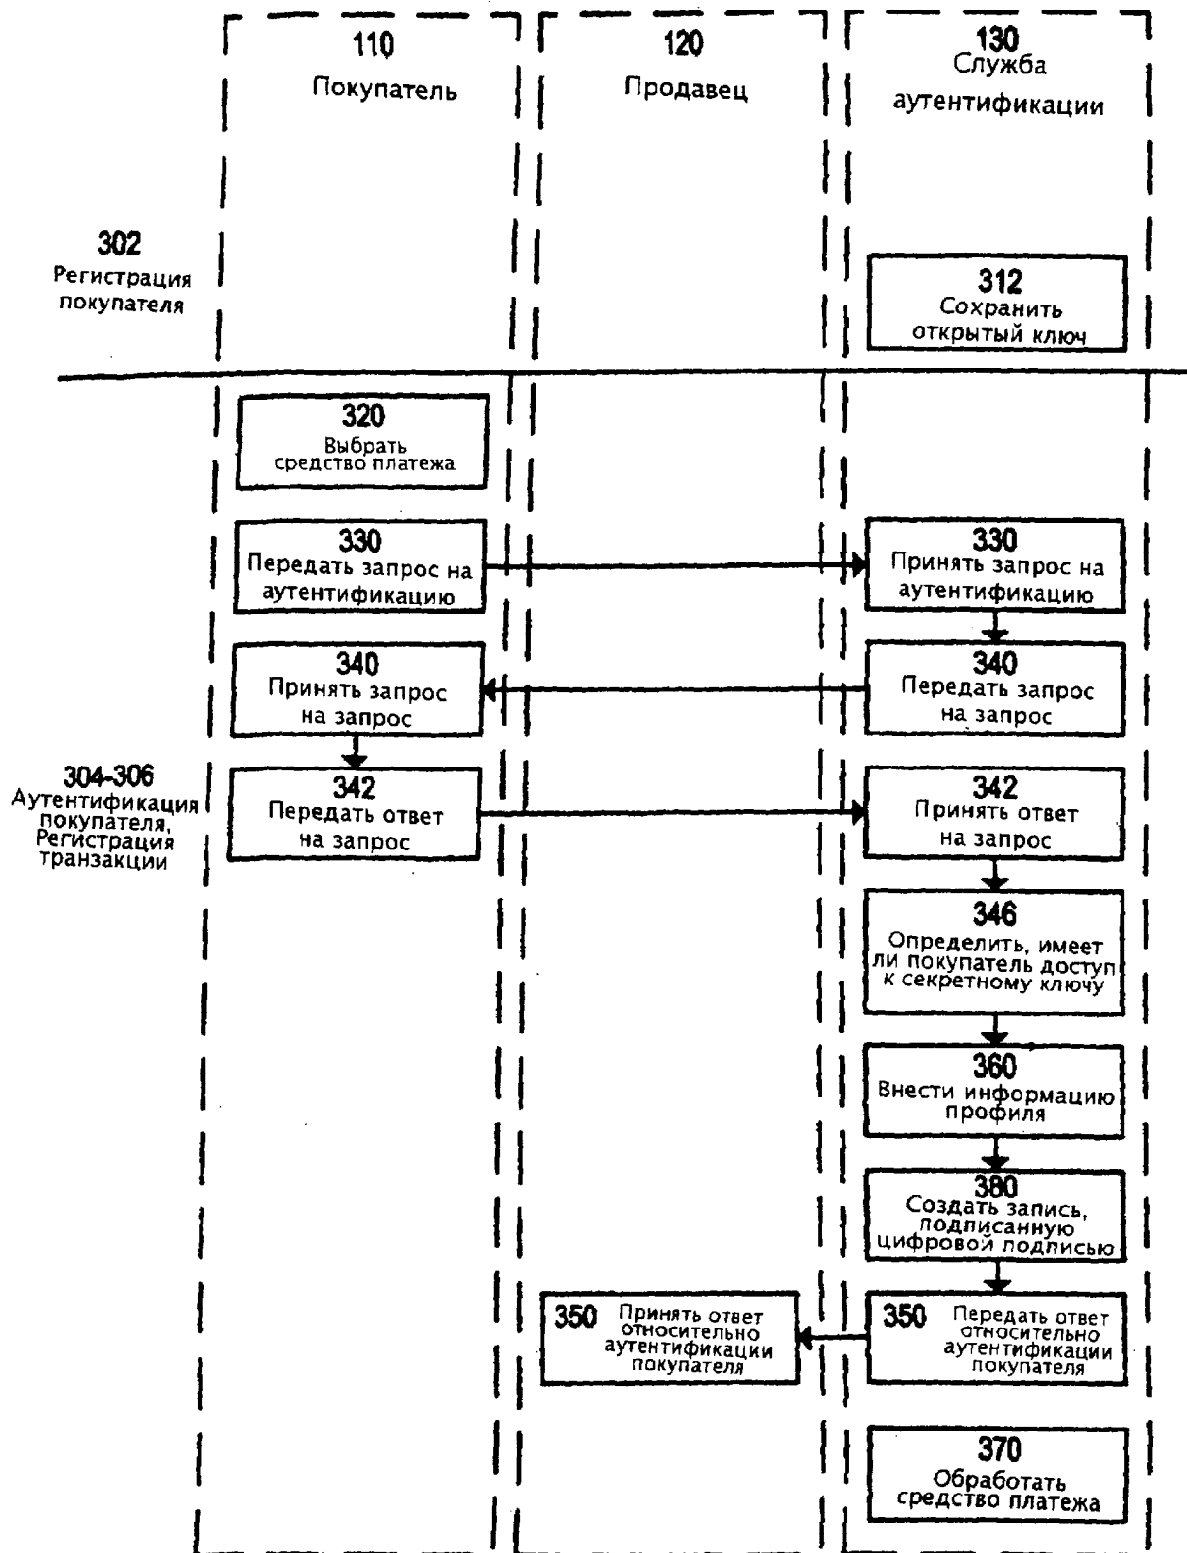 110
Покупатель
120
Продавец
130
Служба
аутентификации
302
Регистрация
покупателя
312
Сохранить
открытый ключ
320
Выбрать
средство платежа
330
Передать запрос на
аутентификацию
330
Принять запрос на
аутентификацию
340
Принять запрос
на запрос
340
Передать запрос
на запрос
304-306
Аутентификация
покупателя,
Регистрация
транзакции
342
Передать ответ
на запрос
342
Принять ответ
на запрос
346
Определить, имеет
ли покупатель доступ
к секретному ключу
360
Внести информацию
профиля
380
Создать запись,
подписанную
цифровой подписью
350 Принять ответ
относительно
аутентификации
покупателя
350 Передать ответ
относительно
аутентификации
покупателя
370
Обработать
средство платежа